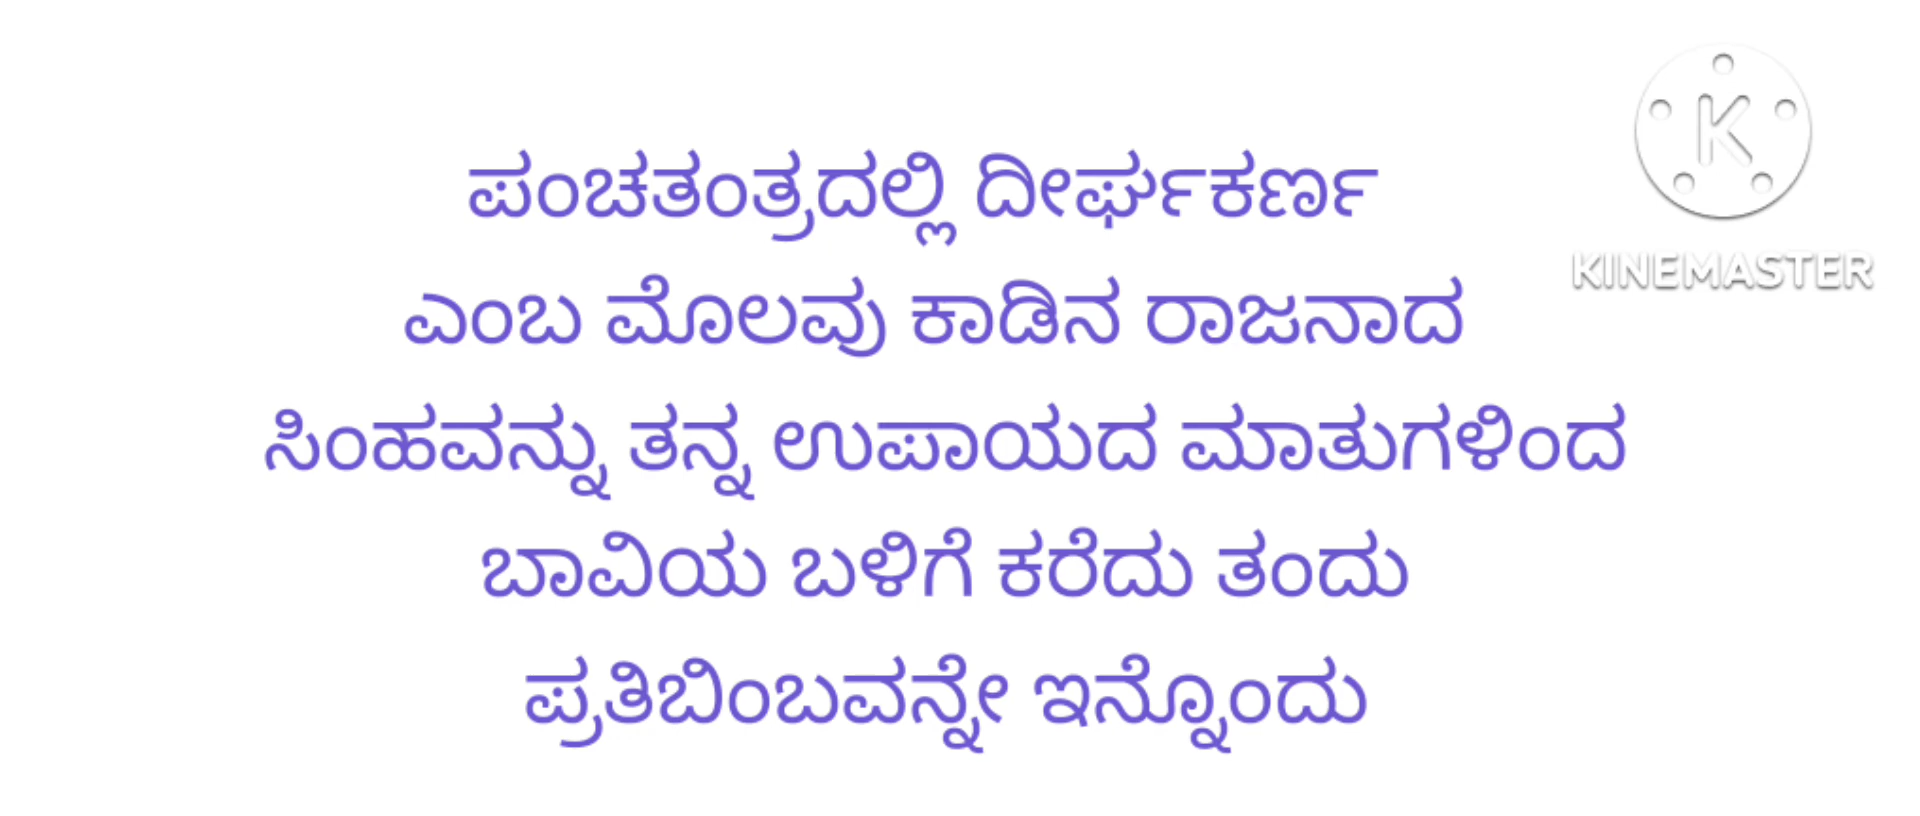 ಪಂಚತಂತ್ರದಲ್ಲಿ ದೀರ್ಘಕರ್ಣ
ಎಂಬ ಮೊಲವು ಕಾಡಿನ ರಾಜನಾದ
ಸಿಂಹವನ್ನು ತನ್ನ ಉಪಾಯದ ಮಾತುಗಳಿಂದ
ಬಾವಿಯ ಬಳಿಗೆ ಕರೆದು ತಂದು
ಪ್ರತಿಬಿಂಬವನ್ನೇ ಇನ್ನೊಂದು
K
KINEMASTER